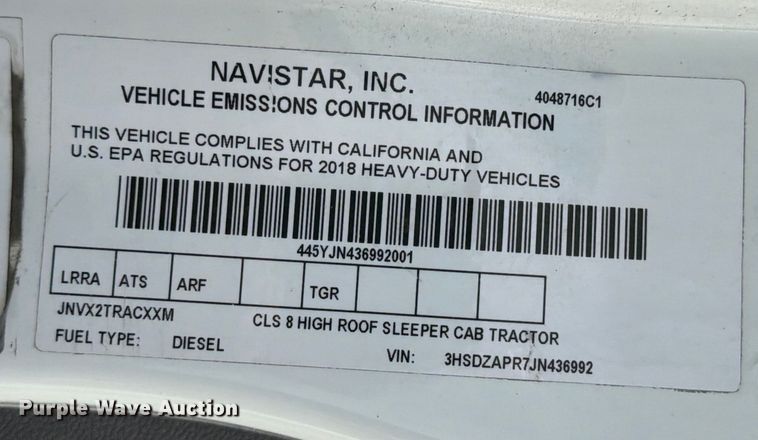 NAVISTAR, INC.
4048716C1
VEHICLE EMISSIONS CONTROL INFORMATION
THIS VEHICLE COMPLIES WITH CALIFORNIA AND
U.S. EPA REGULATIONS FOR 2018 HEAVY-DUTY VEHICLES
445YJN436992001
LRRA ATS ARF TGR
JNVX2TRACXXM
CLS 8 HIGH ROOF SLEEPER CAB TRACTOR
FUEL TYPE: DIESEL
VIN: 3HSDZAPR7JN436992
Purple Wave Auction